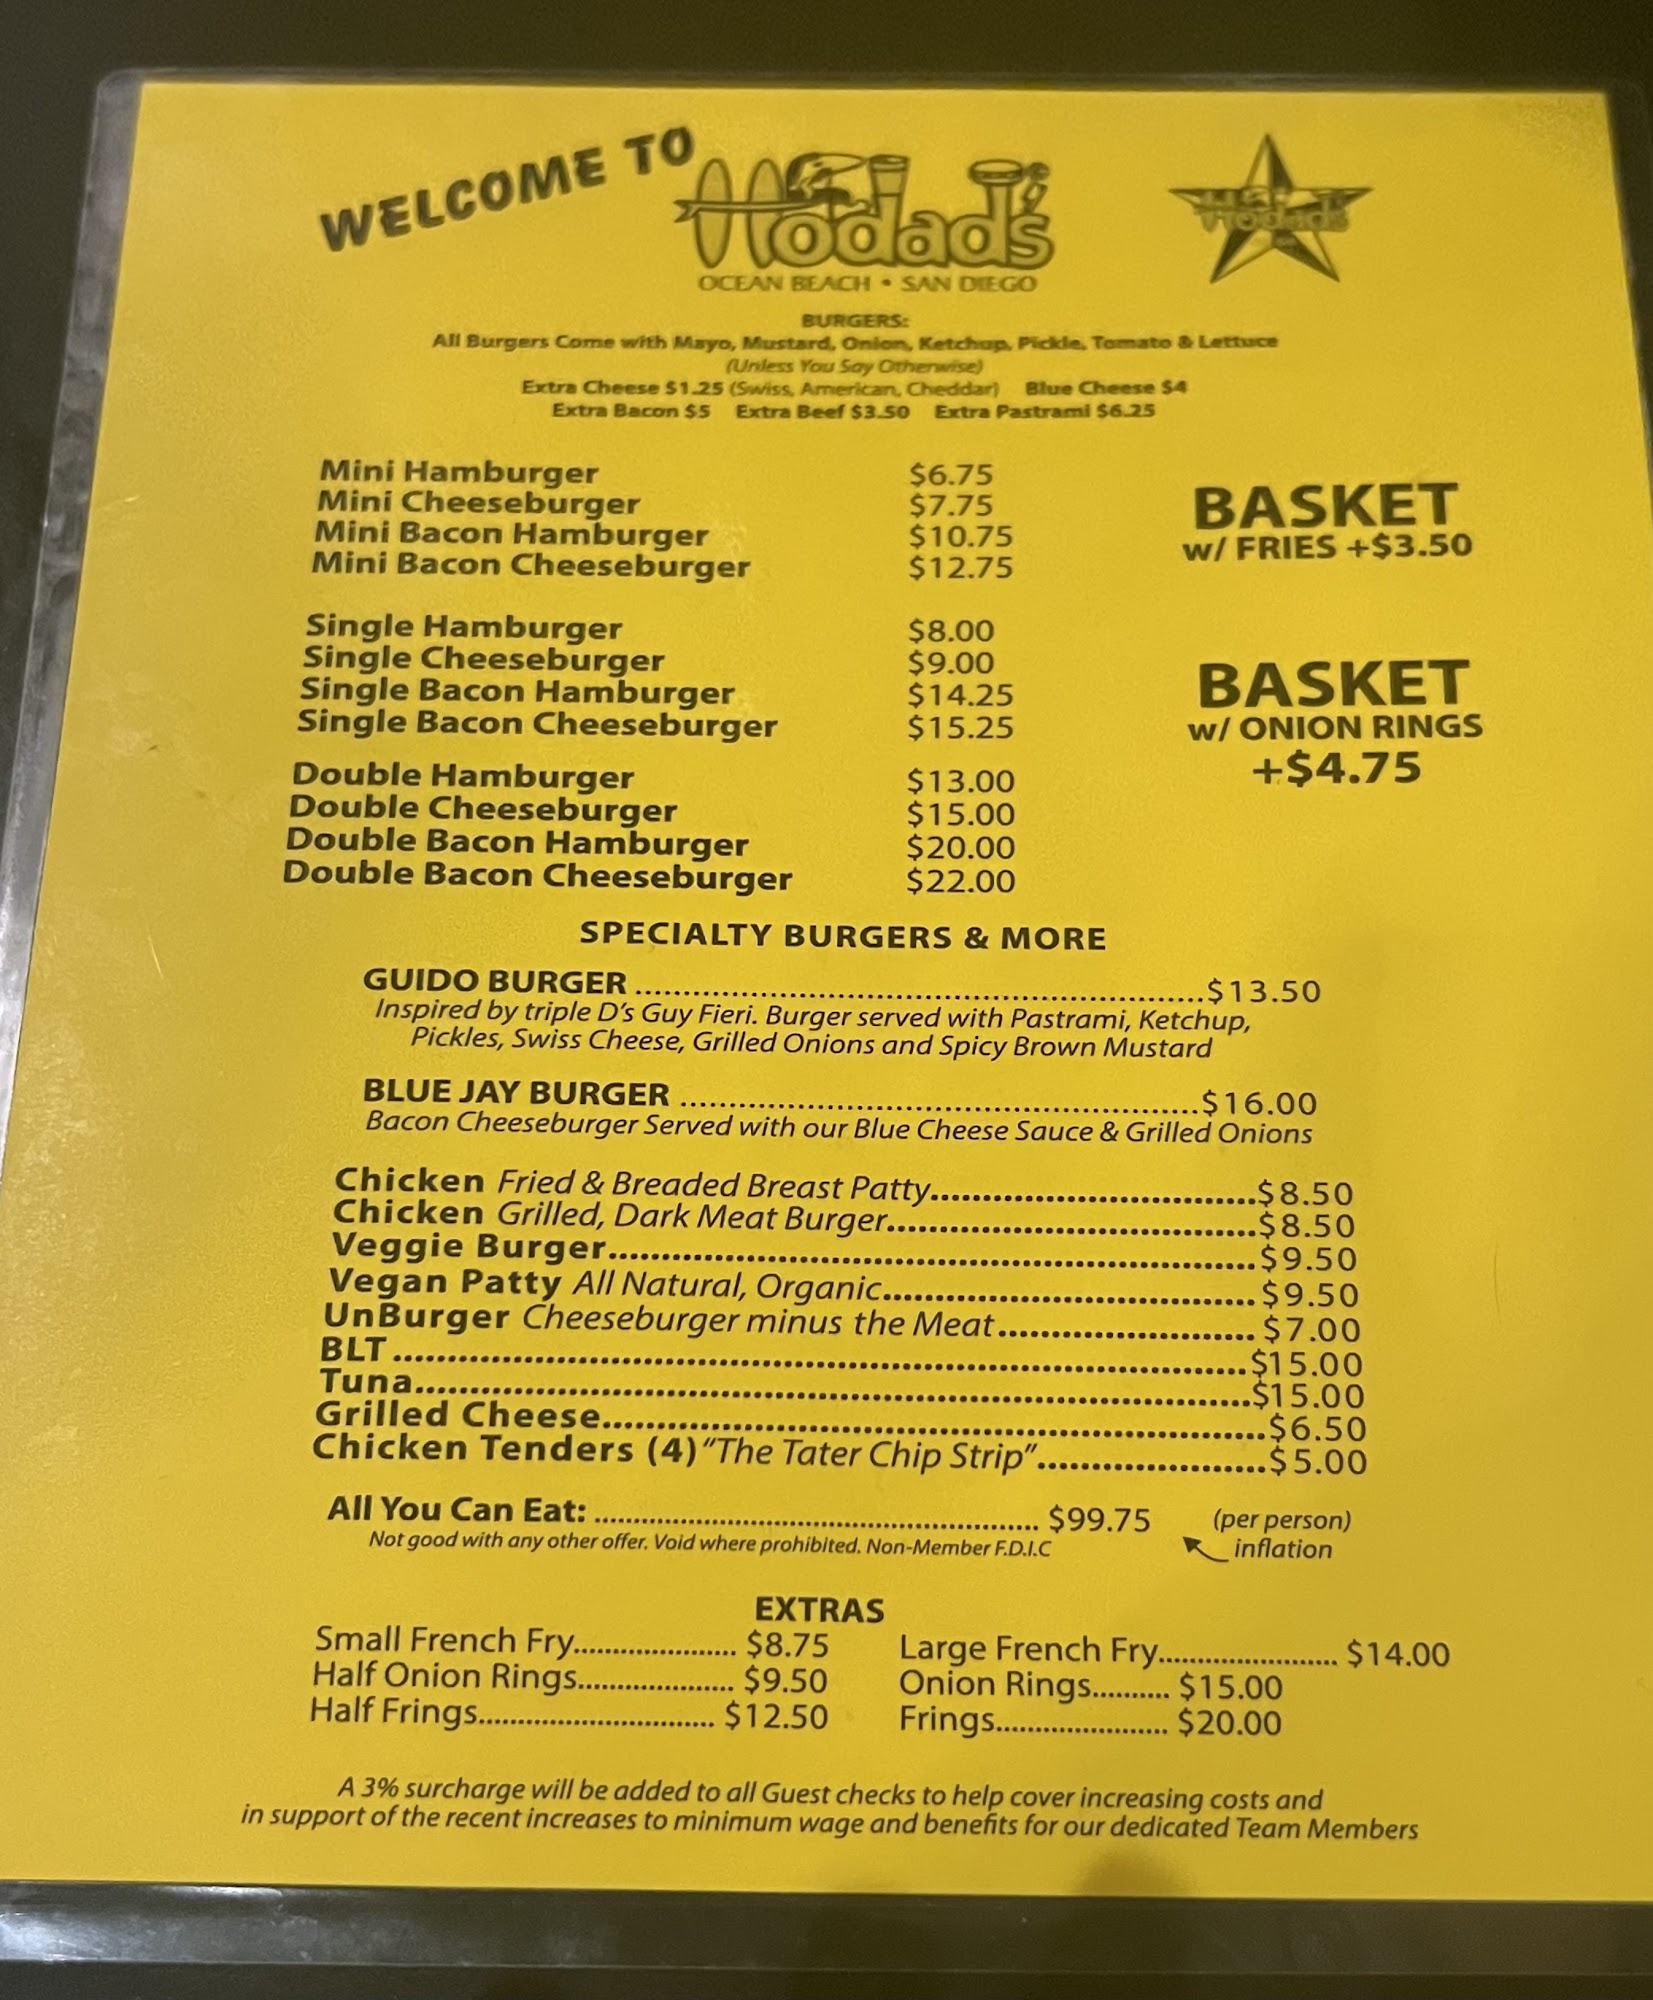 WELCOME TO
Hodad's
OCEAN BEACH • SAN DIEGO
Hodad's
BURGERS:
All Burgers Come with Mayo, Mustard, Onion, Ketchup, Pickle, Tomato & Lettuce
(Unless You Say Otherwise)
Extra Cheese $1.25 (Swiss, American, Cheddar) Blue Cheese $4
Extra Bacon $5 Extra Beef $3.50 Extra Pastrami $6.25
Mini Hamburger $6.75
Mini Cheeseburger $7.75
Mini Bacon Hamburger $10.75
Mini Bacon Cheeseburger $12.75
BASKET
w/ FRIES +$3.50
Single Hamburger $8.00
Single Cheeseburger $9.00
Single Bacon Hamburger $14.25
Single Bacon Cheeseburger $15.25
BASKET
w/ ONION RINGS
+$4.75
Double Hamburger $13.00
Double Cheeseburger $15.00
Double Bacon Hamburger $20.00
Double Bacon Cheeseburger $22.00
SPECIALTY BURGERS & MORE
GUIDO BURGER ........ $13.50
Inspired by triple D's Guy Fieri. Burger served with Pastrami, Ketchup,
Pickles, Swiss Cheese, Grilled Onions and Spicy Brown Mustard
BLUE JAY BURGER ........ $16.00
Bacon Cheeseburger Served with our Blue Cheese Sauce & Grilled Onions
Chicken Fried & Breaded Breast Patty........$8.50
Chicken Grilled, Dark Meat Burger........$8.50
Veggie Burger........$9.50
Vegan Patty All Natural, Organic........$9.50
UnBurger Cheeseburger minus the Meat........$7.00
BLT ........$15.00
Tuna........$15.00
Grilled Cheese........$6.50
Chicken Tenders (4) "The Tater Chip Strip"........$5.00
All You Can Eat: ........ $99.75 (per person)
Not good with any other offer. Void where prohibited. Non-Member F.D.I.C inflation
EXTRAS
Small French Fry........ $8.75 Large French Fry........ $14.00
Half Onion Rings........ $9.50 Onion Rings........ $15.00
Half Frings........ $12.50 Frings........ $20.00
A 3% surcharge will be added to all Guest checks to help cover increasing costs and
in support of the recent increases to minimum wage and benefits for our dedicated Team Members